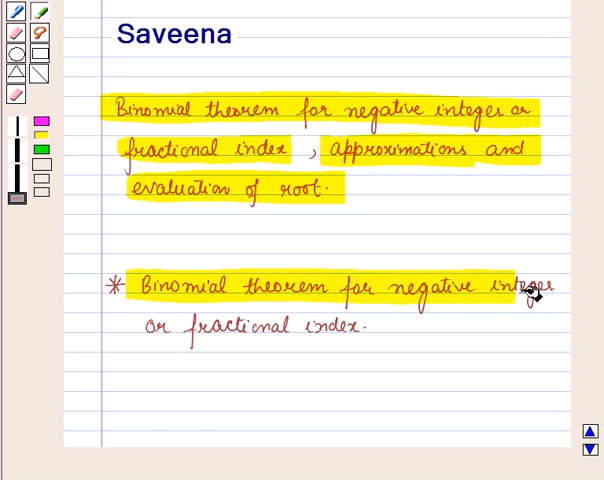 Saveena
Binomial theorem for negative integer or
fractional index , approximations and
evaluation of root.
* Binomial theorem for negative integer
or fractional index.